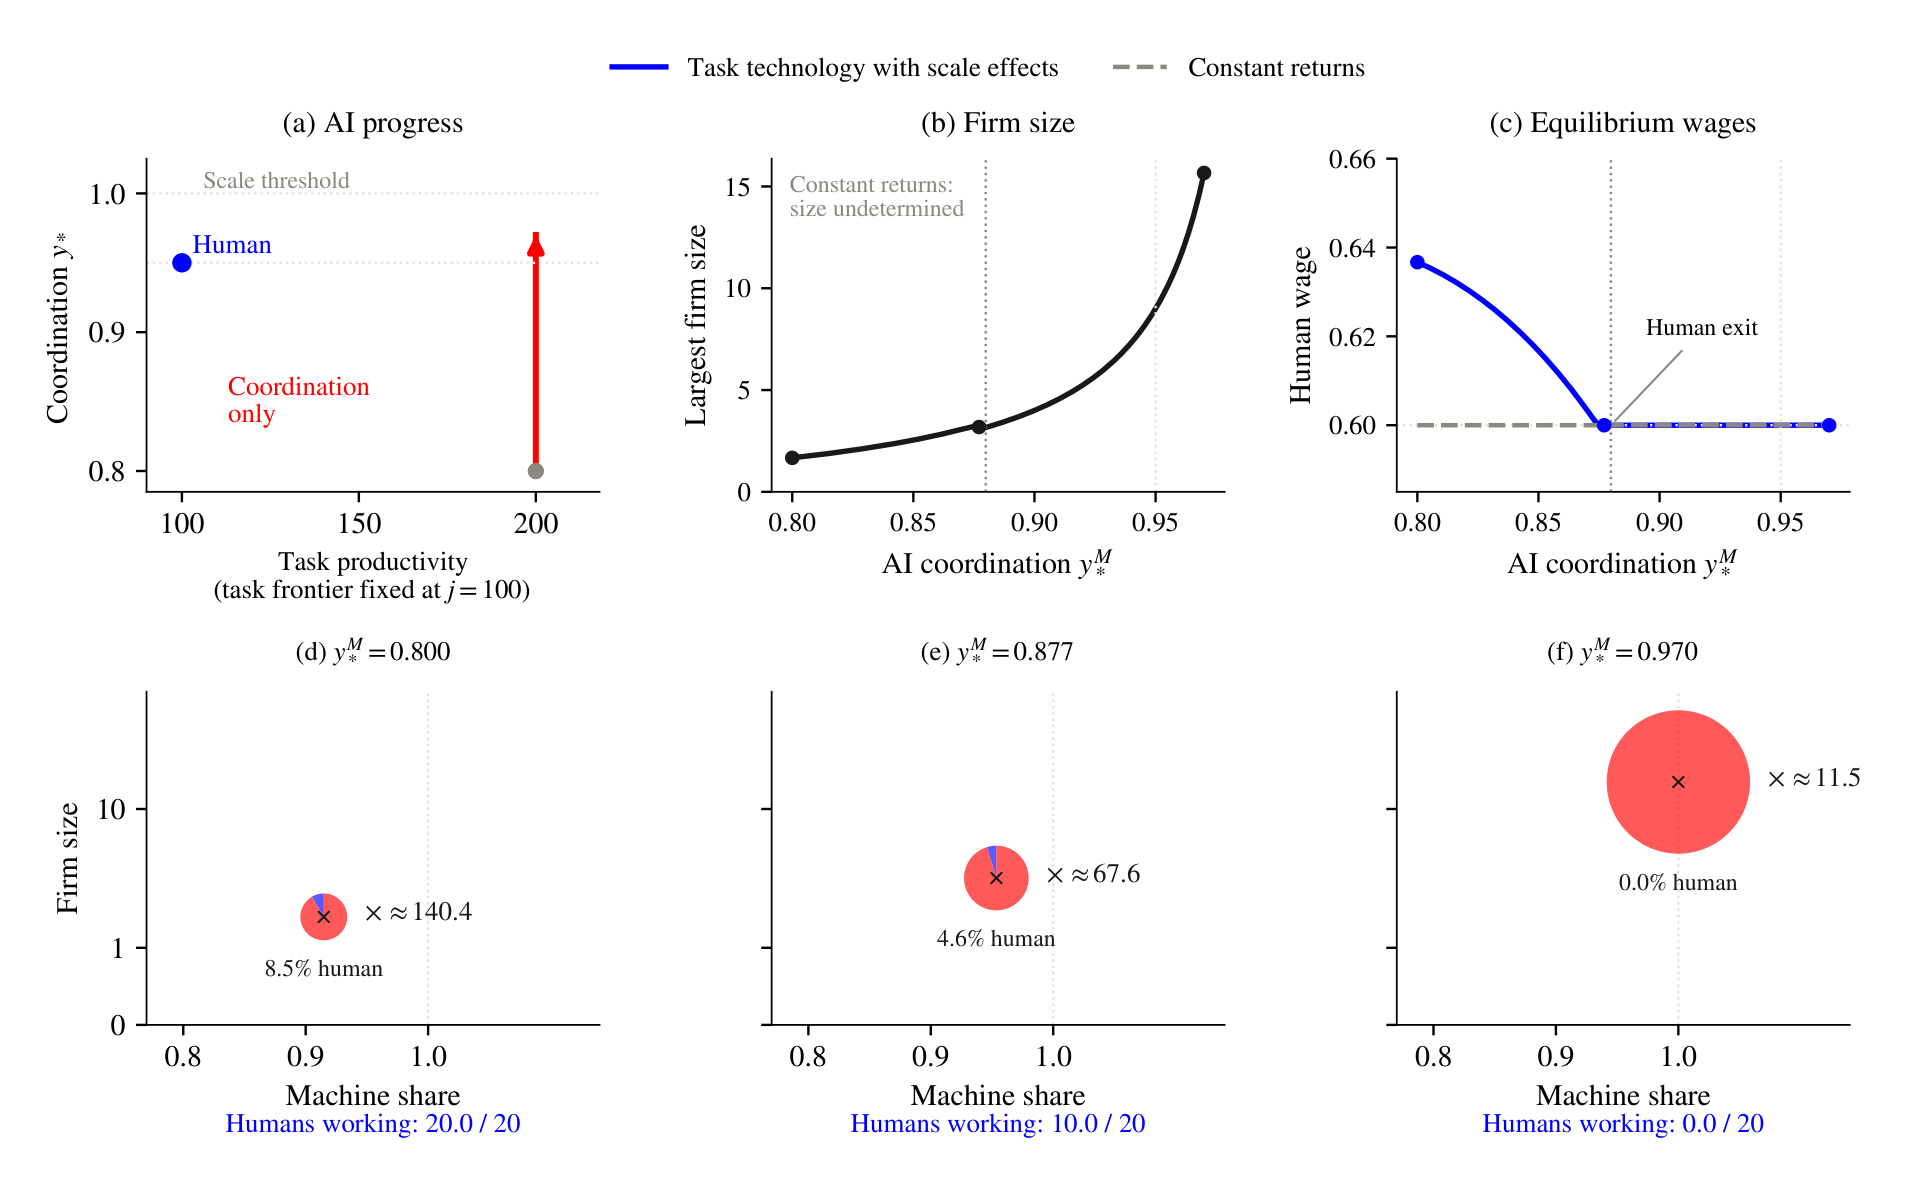 Task technology with scale effects
Constant returns
(a) AI progress
1.0
0.9
0.8
Coordination y*
Scale threshold
Human
Coordination
only
100
150
200
Task productivity
(task frontier fixed at j = 100)
(b) Firm size
15
10
5
0
Largest firm size
Constant returns:
size undetermined
0.80
0.85
0.90
0.95
AI coordination y*^M
(c) Equilibrium wages
0.66
0.64
0.62
0.60
Human wage
Human exit
0.80
0.85
0.90
0.95
AI coordination y*^M
(d) y*^M = 0.800
10
1
0
Firm size
× ≈ 140.4
8.5% human
0.8
0.9
1.0
Machine share
Humans working: 20.0 / 20
(e) y*^M = 0.877
× ≈ 67.6
4.6% human
0.8
0.9
1.0
Machine share
Humans working: 10.0 / 20
(f) y*^M = 0.970
× ≈ 11.5
0.0% human
0.8
0.9
1.0
Machine share
Humans working: 0.0 / 20